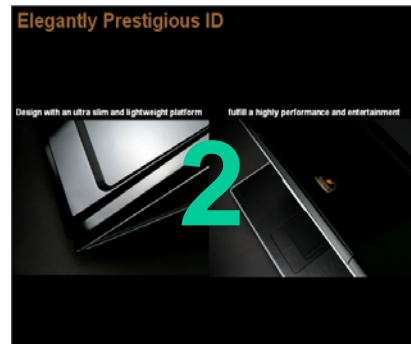 Elegantly Prestigious ID
Design with an ultra slim and lightweight platform
fulfill a highly performance and entertainment
2